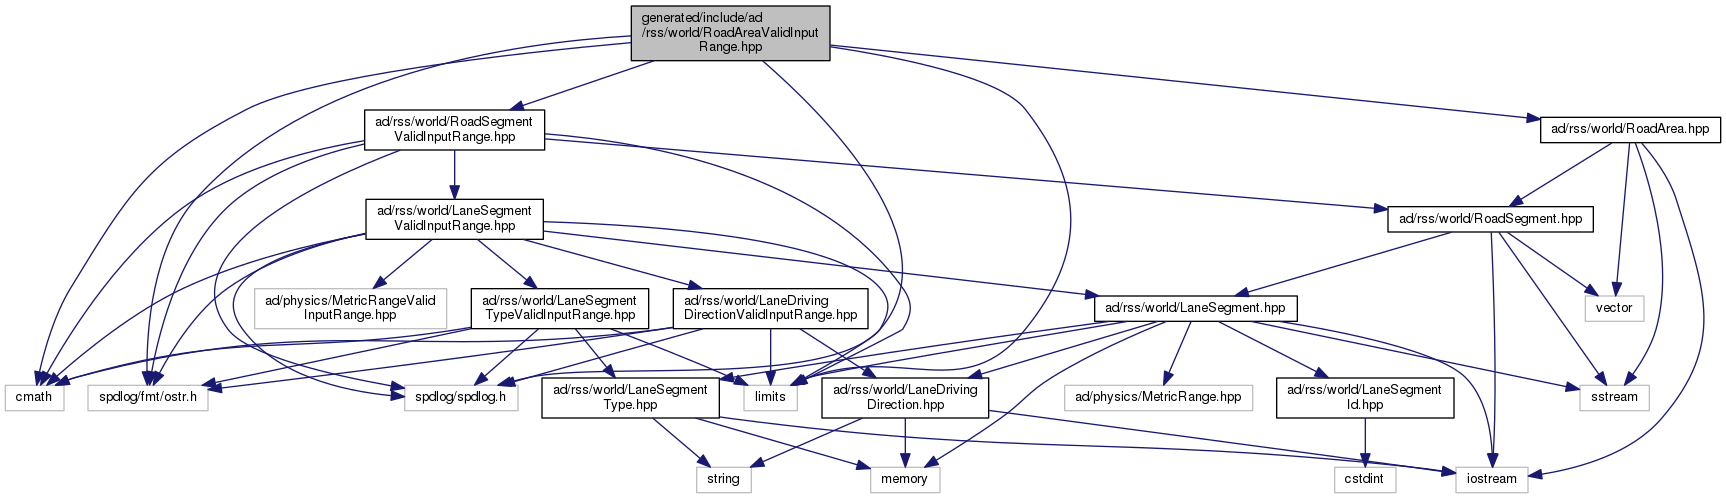 generated/include/ad
/rss/world/RoadAreaValidInput
Range.hpp
ad/rss/world/RoadSegment
ValidInputRange.hpp
ad/rss/world/RoadArea.hpp
ad/rss/world/LaneSegment
ValidInputRange.hpp
ad/rss/world/RoadSegment.hpp
ad/physics/MetricRangeValid
InputRange.hpp
ad/rss/world/LaneSegment
TypeValidInputRange.hpp
ad/rss/world/LaneDriving
DirectionValidInputRange.hpp
ad/rss/world/LaneSegment.hpp
vector
cmath
spdlog/fmt/ostr.h
spdlog/spdlog.h
ad/rss/world/LaneSegment
Type.hpp
limits
ad/rss/world/LaneDriving
Direction.hpp
ad/physics/MetricRange.hpp
ad/rss/world/LaneSegment
Id.hpp
sstream
string
memory
cstdint
iostream